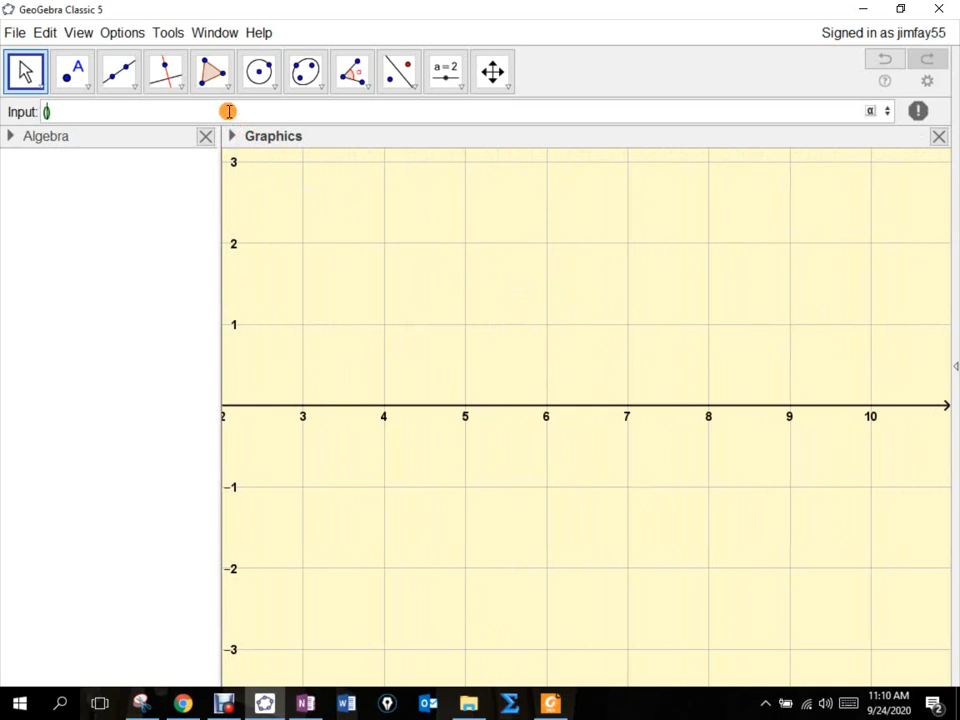 GeoGebra Classic 5
File Edit View Options Tools Window Help
Signed in as jimfay55
A
α
a = 2
Input: ()
α
Algebra
Graphics
3
2
1
2 3 4 5 6 7 8 9 10
-1
-2
-3
11:10 AM
9/24/2020
2